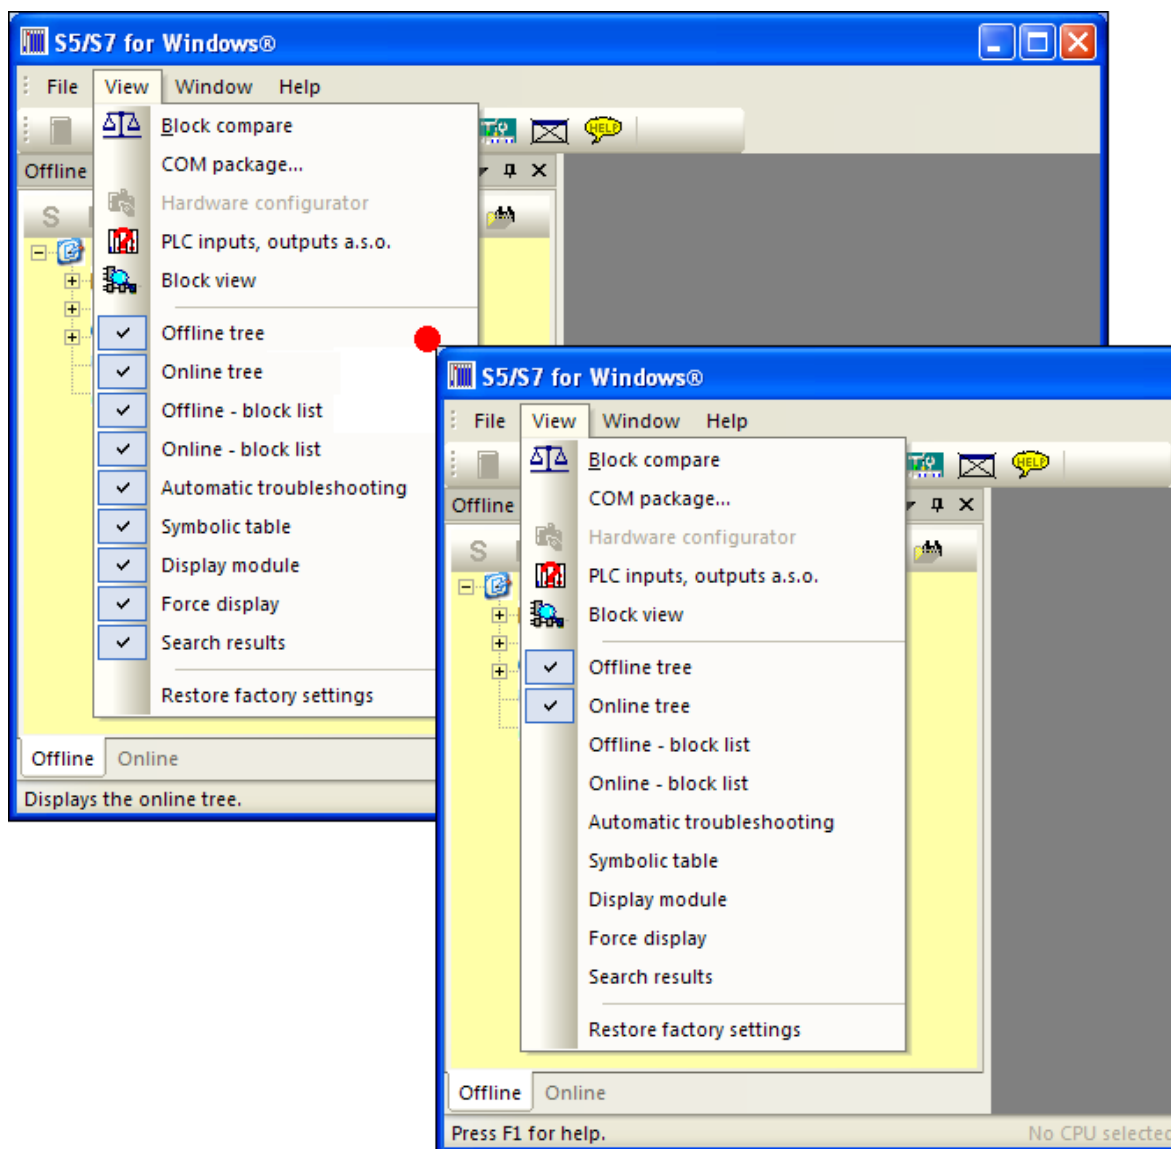 S5/S7 for Windows®
File View Window Help
Block compare
HELP
COM package...
Offline
Hardware configurator
S
PLC inputs, outputs a.s.o.
Block view
Offline tree
Online tree
Offline - block list
Online - block list
Automatic troubleshooting
Symbolic table
Display module
Force display
Search results
Restore factory settings
Offline Online
Displays the online tree.
S5/S7 for Windows®
File View Window Help
Block compare
HELP
COM package...
Offline
Hardware configurator
S
PLC inputs, outputs a.s.o.
Block view
Offline tree
Online tree
Offline - block list
Online - block list
Automatic troubleshooting
Symbolic table
Display module
Force display
Search results
Restore factory settings
Offline Online
Press F1 for help. No CPU selected